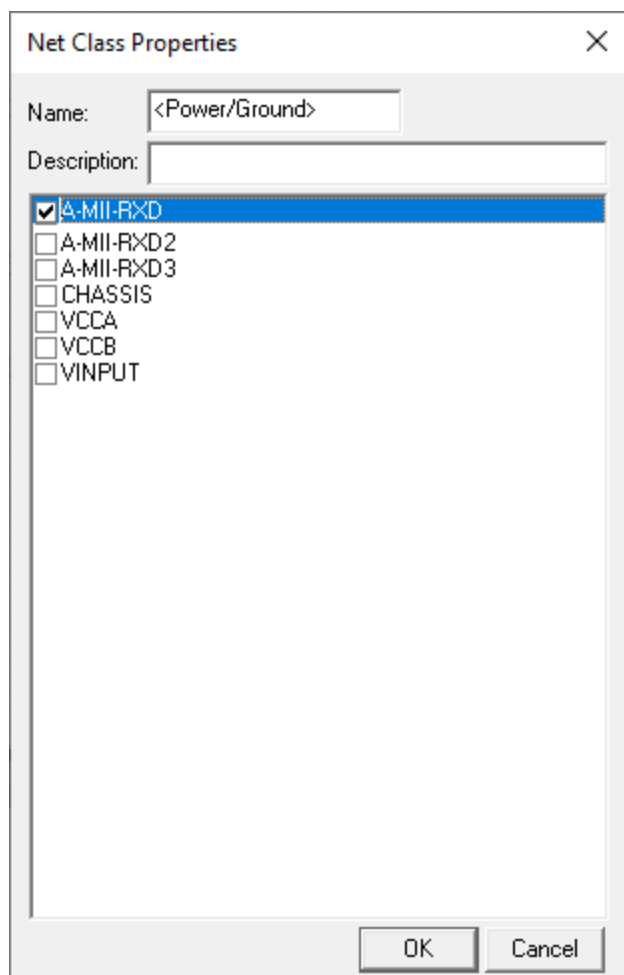 Net Class Properties
Name: <Power/Ground>
Description:
A-MII-RXD
A-MII-RXD2
A-MII-RXD3
CHASSIS
VCCA
VCCB
VINPUT
OK Cancel